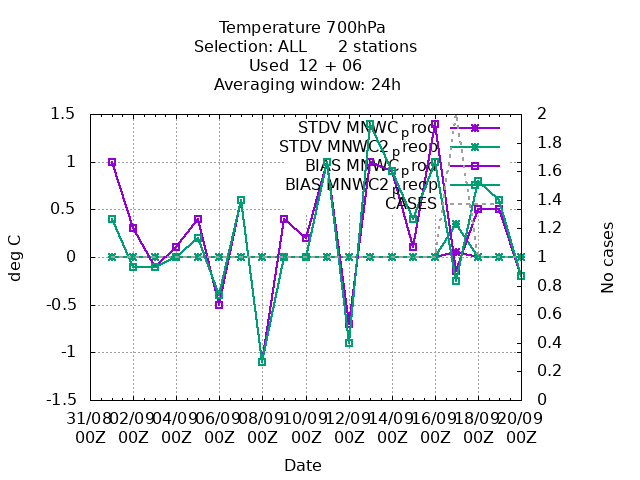 Temperature 700hPa
Selection: ALL 2 stations
Used 12 + 06
Averaging window: 24h
1.5
1
0.5
0
-0.5
-1
-1.5
2
1.8
1.6
1.4
1.2
1
0.8
0.6
0.4
0.2
0
STDV MNWC_prod
STDV MNWC2_preop
BIAS MNWC_prod
BIAS MNWC2_preop
CASES
deg C
No cases
31/08 02/09 04/09 06/09 08/09 10/09 12/09 14/09 16/09 18/09 20/09
00Z 00Z 00Z 00Z 00Z 00Z 00Z 00Z 00Z 00Z 00Z
Date